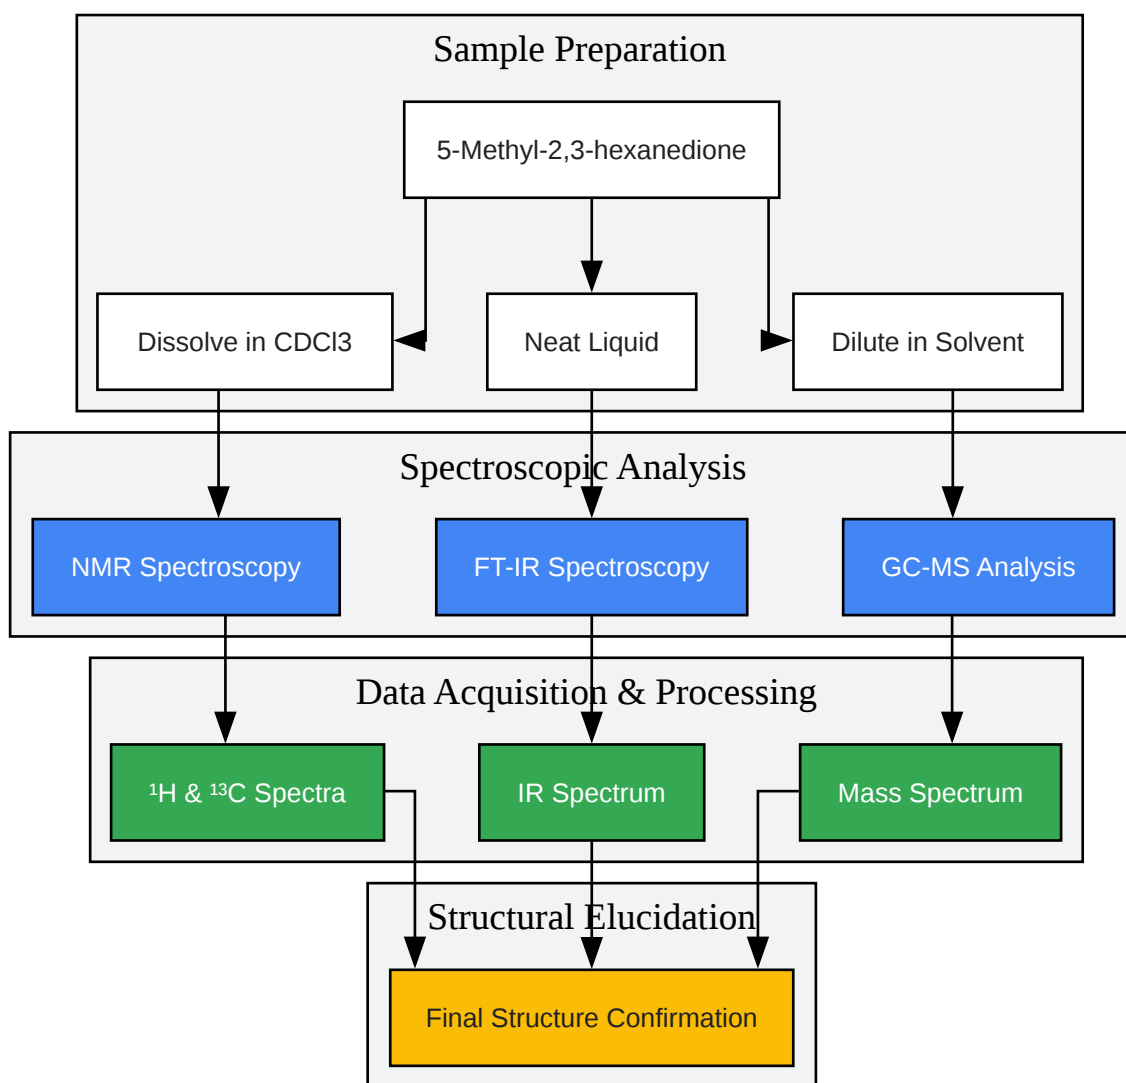 Sample Preparation
5-Methyl-2,3-hexanedione
Dissolve in CDCl3
Neat Liquid
Dilute in Solvent
Spectroscopic Analysis
NMR Spectroscopy
FT-IR Spectroscopy
GC-MS Analysis
Data Acquisition & Processing
¹H & ¹³C Spectra
IR Spectrum
Mass Spectrum
Structural Elucidation
Final Structure Confirmation